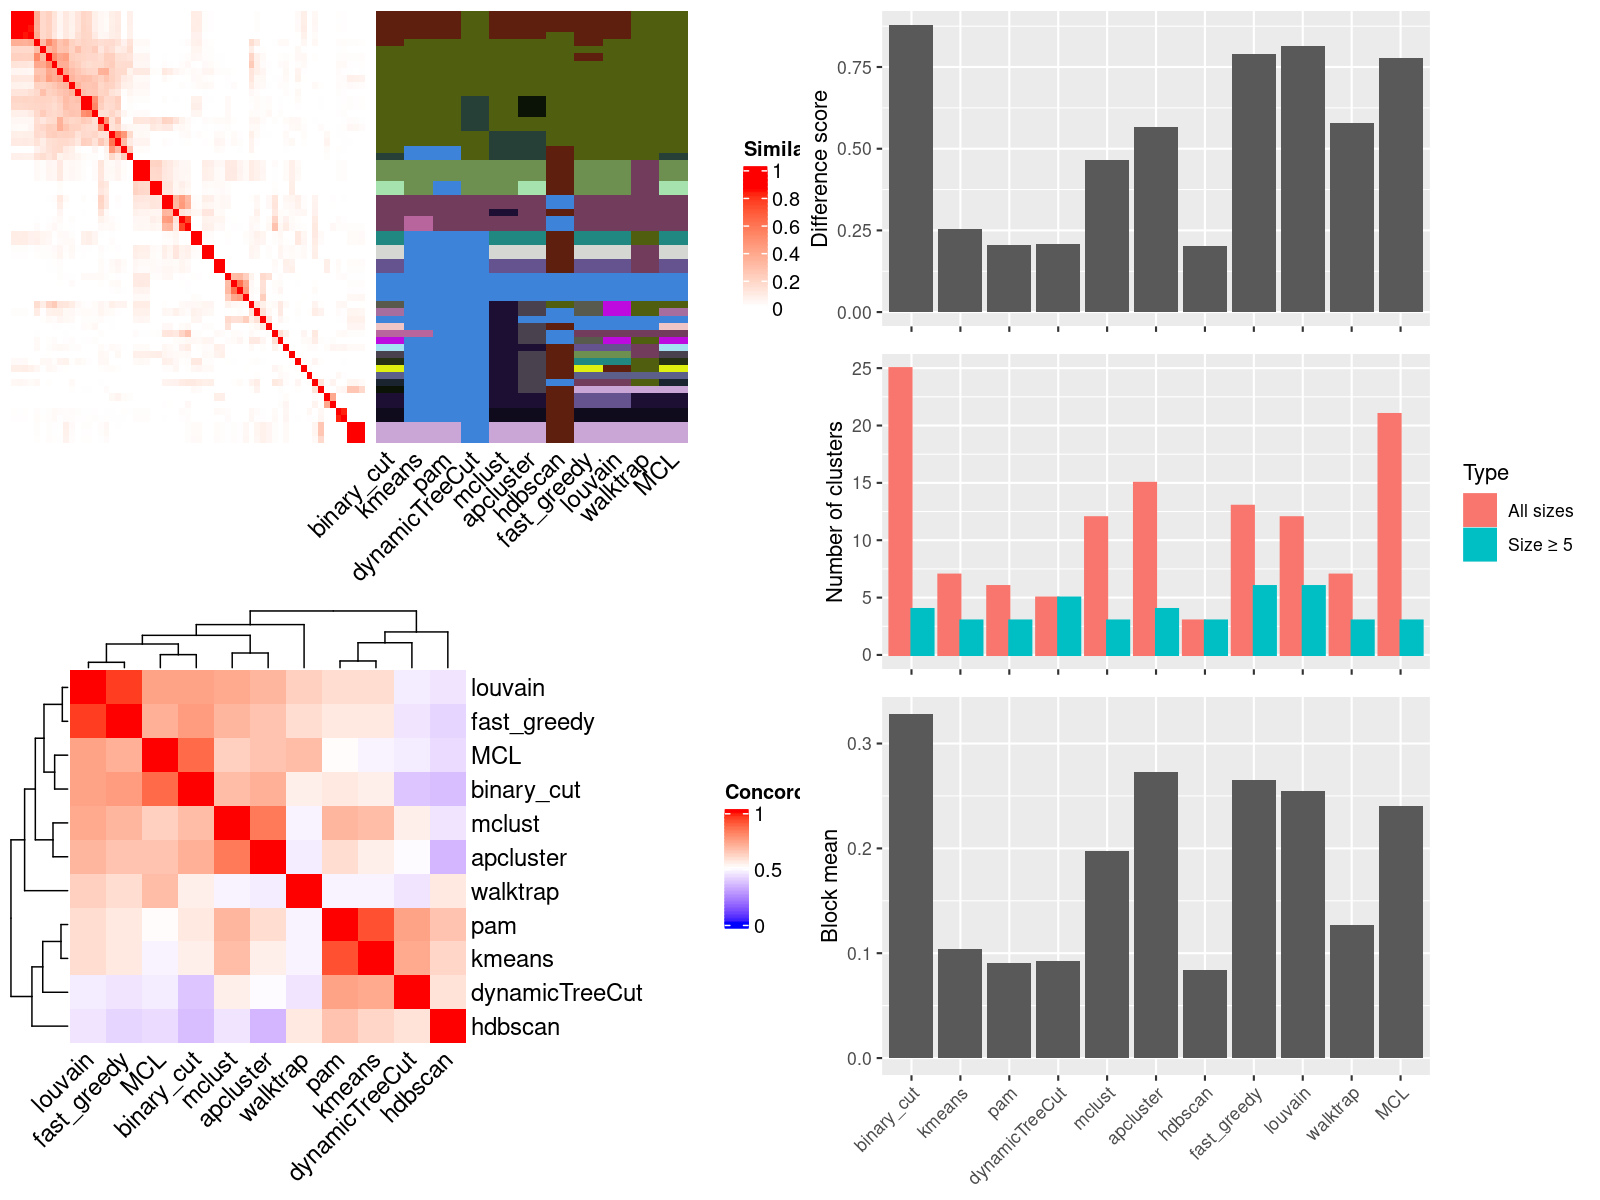 Simila
1
0.8
0.6
0.4
0.2
0
binary_cut
kmeans
pam
dynamicTreeCut
mclust
apcluster
hdbscan
fast_greedy
louvain
walktrap
MCL
louvain
fast_greedy
MCL
binary_cut
mclust
apcluster
walktrap
pam
kmeans
dynamicTreeCut
hdbscan
louvain
fast_greedy
MCL
binary_cut
mclust
apcluster
walktrap
pam
kmeans
dynamicTreeCut
hdbscan
Concord
1
0.5
0
Difference score
0.75
0.50
0.25
0.00
Number of clusters
25
20
15
10
5
0
Type
All sizes
Size ≥ 5
Block mean
0.3
0.2
0.1
0.0
binary_cut
kmeans
pam
dynamicTreeCut
mclust
apcluster
hdbscan
fast_greedy
louvain
walktrap
MCL